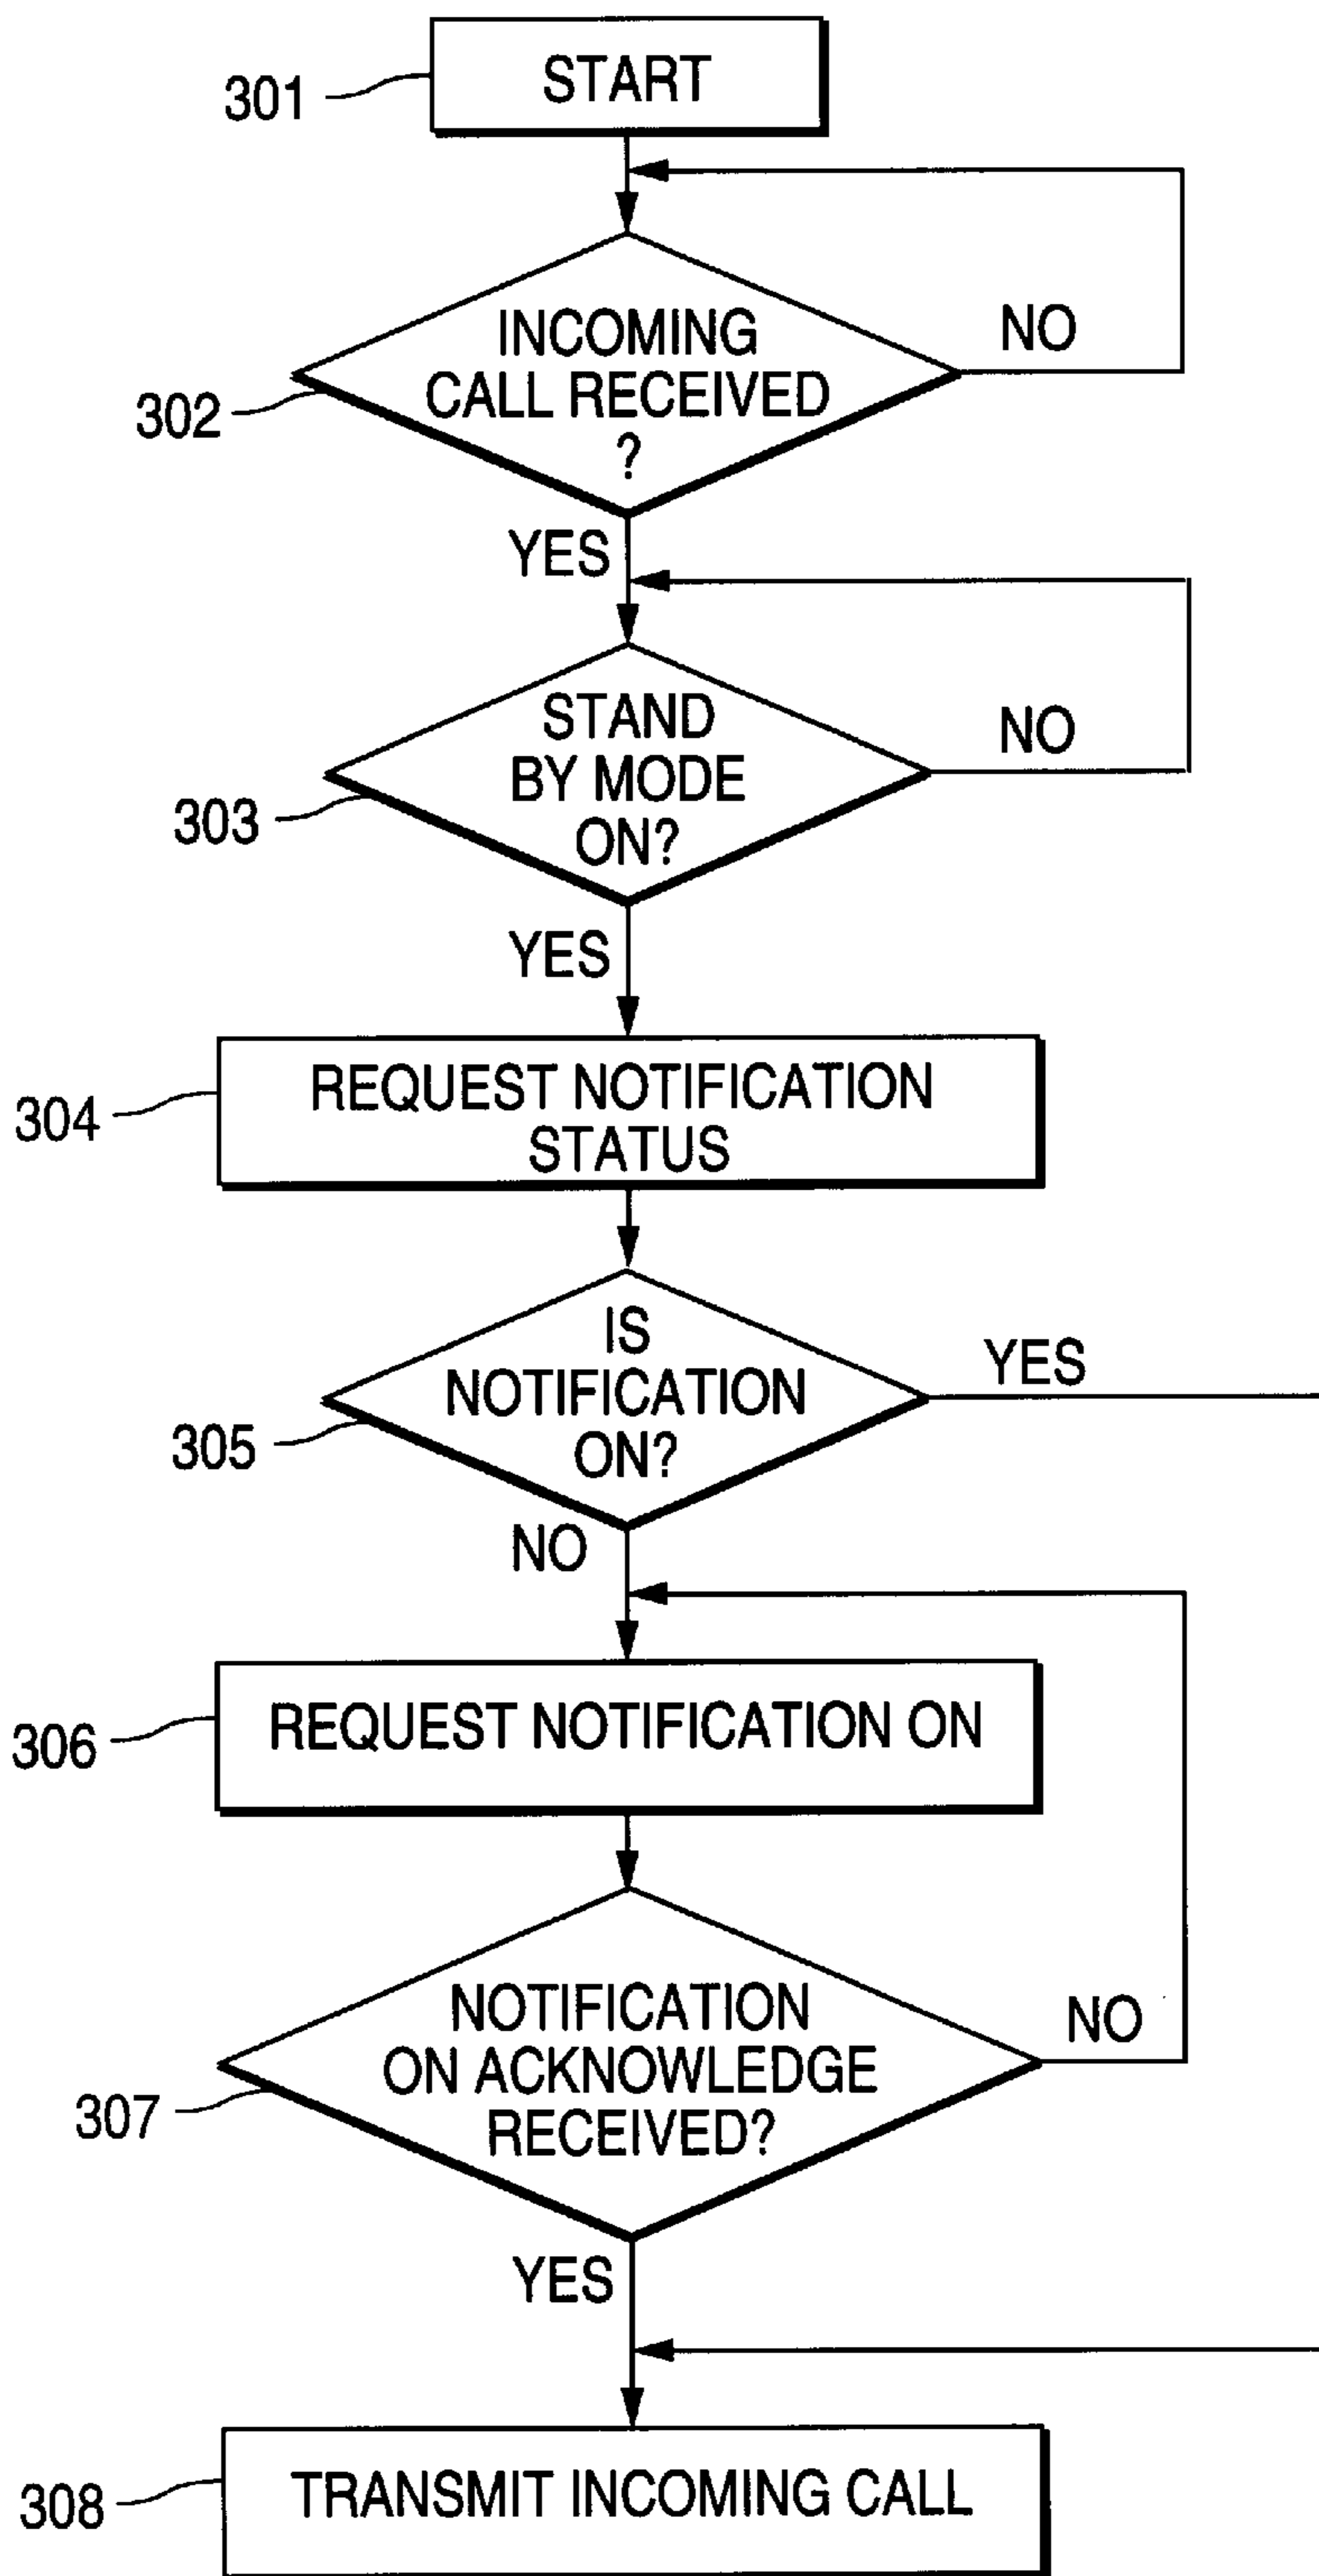 START
301
INCOMING
CALL RECEIVED
?
NO
302
YES
STAND
BY MODE
ON?
NO
303
YES
REQUEST NOTIFICATION
STATUS
304
IS
NOTIFICATION
ON?
YES
305
NO
REQUEST NOTIFICATION ON
306
NOTIFICATION
ON ACKNOWLEDGE
RECEIVED?
NO
307
YES
TRANSMIT INCOMING CALL
308